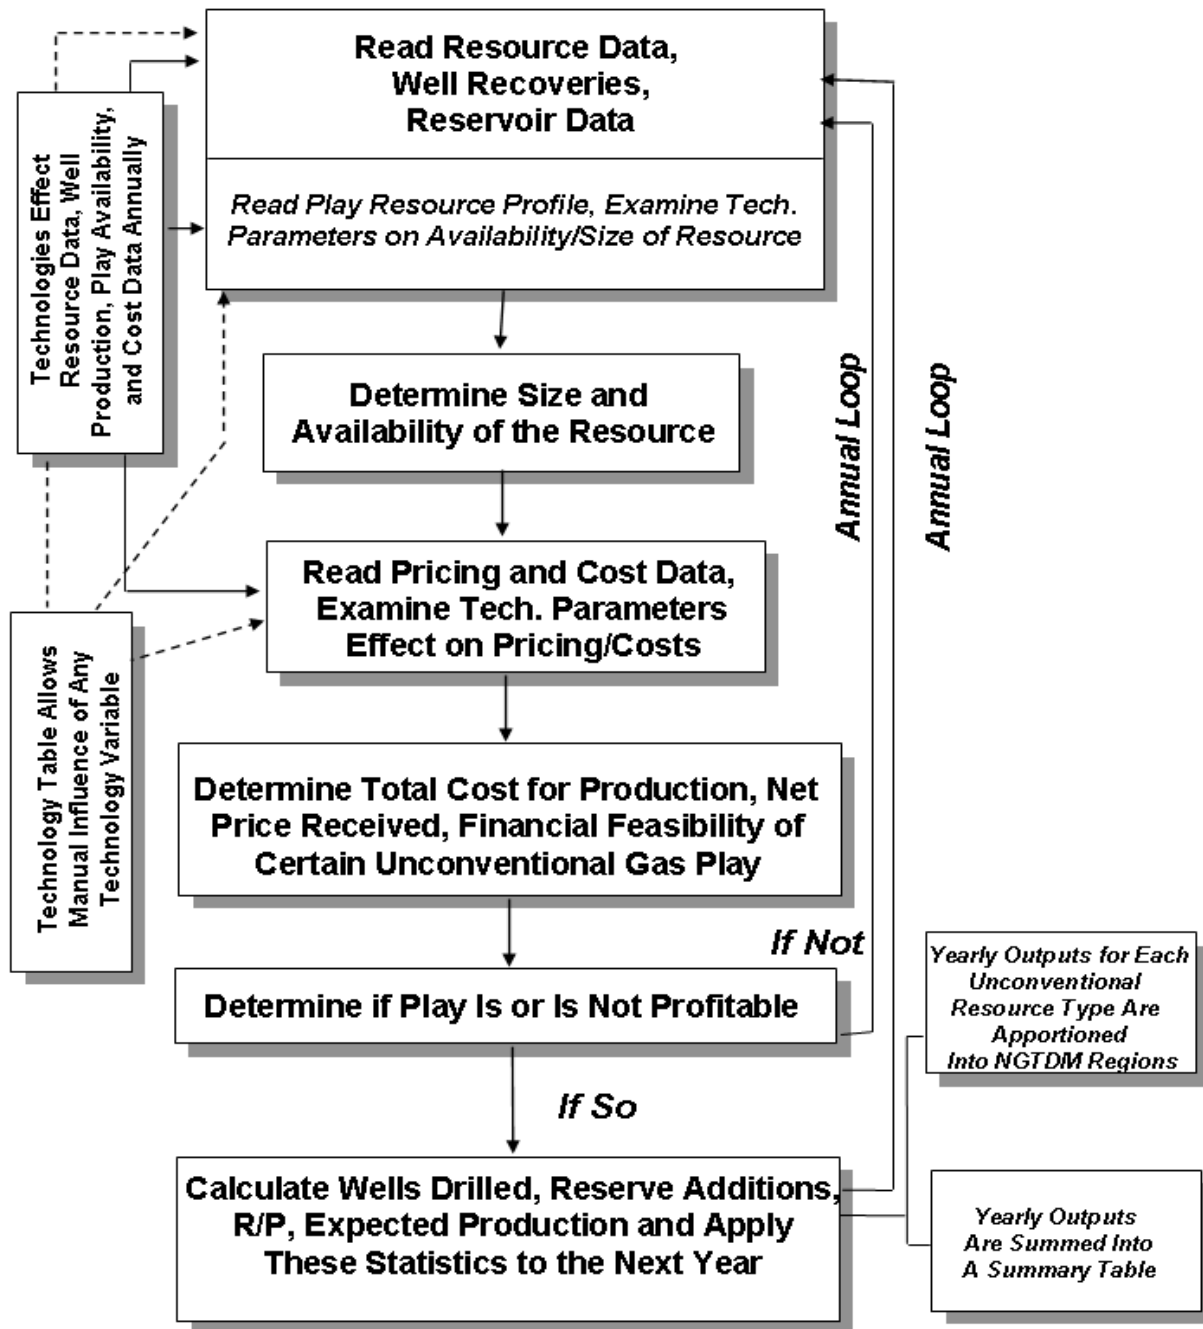 Read Resource Data,
Well Recoveries,
Reservoir Data
Read Play Resource Profile, Examine Tech.
Parameters on Availability/Size of Resource
Technologies Effect
Resource Data, Well
Production, Play Availability,
and Cost Data Annually
Determine Size and
Availability of the Resource
Annual Loop
Annual Loop
Read Pricing and Cost Data,
Examine Tech. Parameters
Effect on Pricing/Costs
Technology Table Allows
Manual Influence of Any
Technology Variable
Determine Total Cost for Production, Net
Price Received, Financial Feasibility of
Certain Unconventional Gas Play
If Not
Determine if Play Is or Is Not Profitable
Yearly Outputs for Each
Unconventional
Resource Type Are
Apportioned
Into NGTDM Regions
If So
Calculate Wells Drilled, Reserve Additions,
R/P, Expected Production and Apply
These Statistics to the Next Year
Yearly Outputs
Are Summed Into
A Summary Table